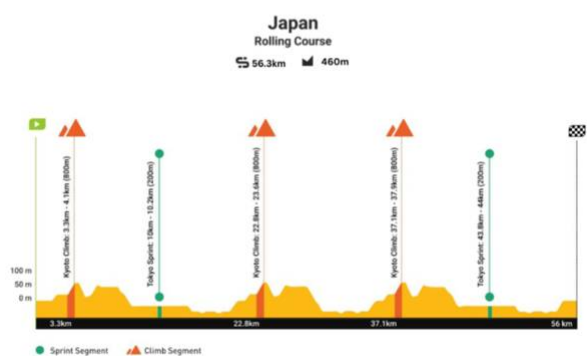 Japan
Rolling Course
56.3km 460m
Kyoto Climb: 3.3km - 4.1km (800m)
Tokyo Sprint: 10km - 10.2km (200m)
Kyoto Climb: 22.8km - 23.6km (800m)
Kyoto Climb: 37.1km - 37.9km (800m)
Tokyo Sprint: 43.8km - 44km (200m)
100 m
50 m
0 m
3.3km 22.8km 37.1km 56 km
Sprint Segment Climb Segment